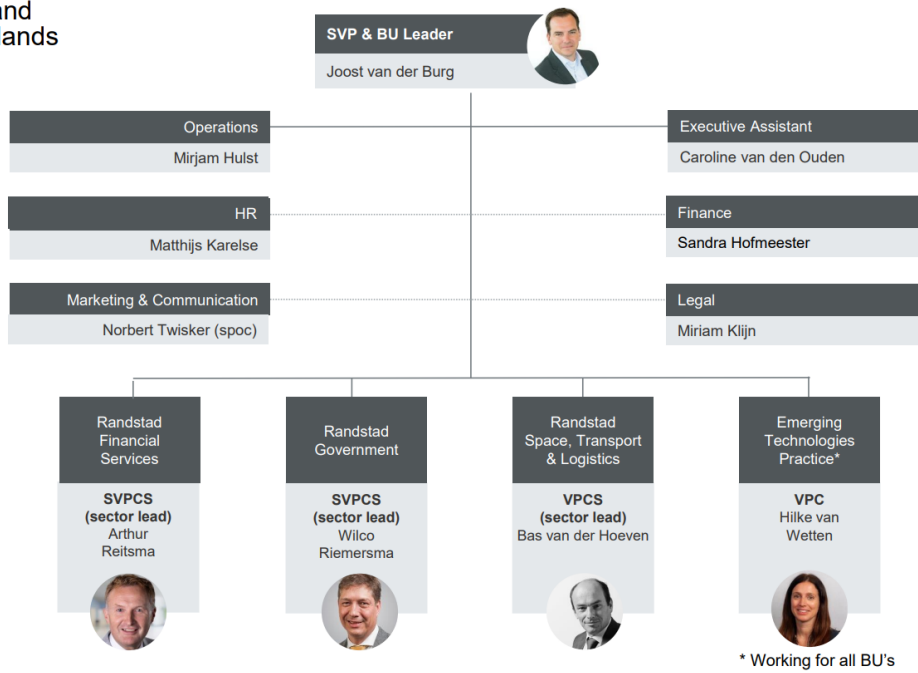 lands
SVP & BU Leader
Joost van der Burg
Operations
Mirjam Hulst
Executive Assistant
Caroline van den Ouden
HR
Matthijs Karelse
Finance
Sandra Hofmeester
Marketing & Communication
Norbert Twisker (spoc)
Legal
Miriam Klijn
Randstad
Financial
Services
SVPCS
(sector lead)
Arthur
Reitsma
Randstad
Government
SVPCS
(sector lead)
Wilco
Riemersma
Randstad
Space, Transport
& Logistics
VPCS
(sector lead)
Bas van der Hoeven
Emerging
Technologies
Practice*
VPC
Hilke van
Wetten
* Working for all BU's